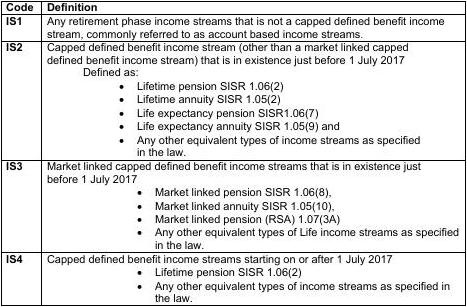 Code Definition
IS1 Any retirement phase income streams that is not a capped defined benefit income
stream, commonly referred to as account based income streams.
IS2 Capped defined benefit income stream (other than a market linked capped
defined benefit income stream) that is in existence just before 1 July 2017
Defined as:
• Lifetime pension SISR 1.06(2)
• Lifetime annuity SISR 1.05(2)
• Life expectancy pension SISR1.06(7)
• Life expectancy annuity SISR 1.05(9) and
• Any other equivalent types of income streams as specified
in the law.
IS3 Market linked capped defined benefit income streams that is in existence just
before 1 July 2017
• Market linked pension SISR 1.06(8),
• Market linked annuity SISR 1.05(10),
• Market linked pension (RSA) 1.07(3A)
• Any other equivalent types of Life income streams as specified
in the law.
IS4 Capped defined benefit income streams starting on or after 1 July 2017
• Lifetime pension SISR 1.06(2)
• Any other equivalent types of income streams as specified in
the law.